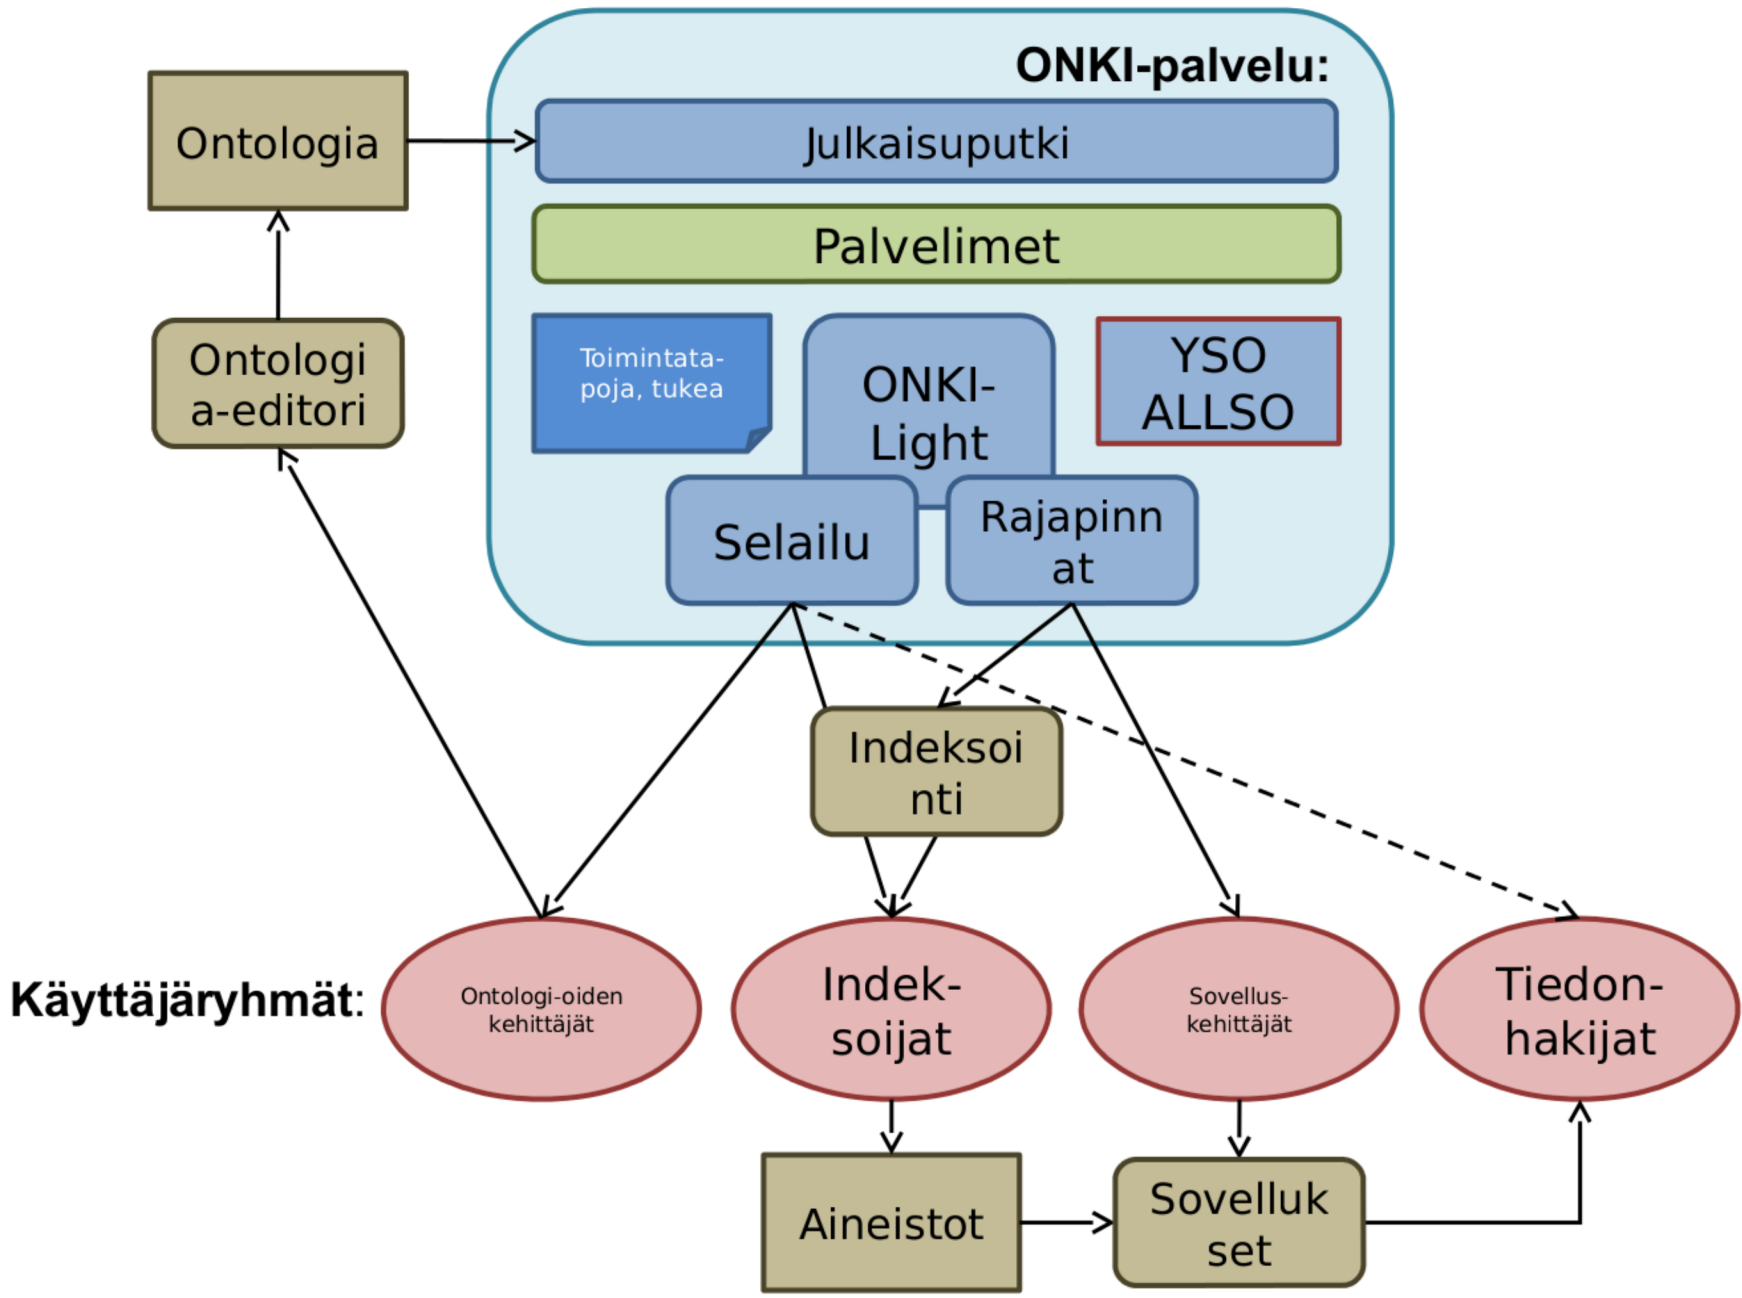 ONKI-palvelu:
Ontologia
Julkaisuputki
Palvelimet
Ontologi
a-editori
Toimintata-
poja, tukea
ONKI-
Light
YSO
ALLSO
Selailu
Rajapinn
at
Indeksoi
nti
Käyttäjäryhmät:
Ontologi-oiden
kehittäjät
Indek-
soijat
Sovellus-
kehittäjät
Tiedon-
hakijat
Aineistot
Sovelluk
set